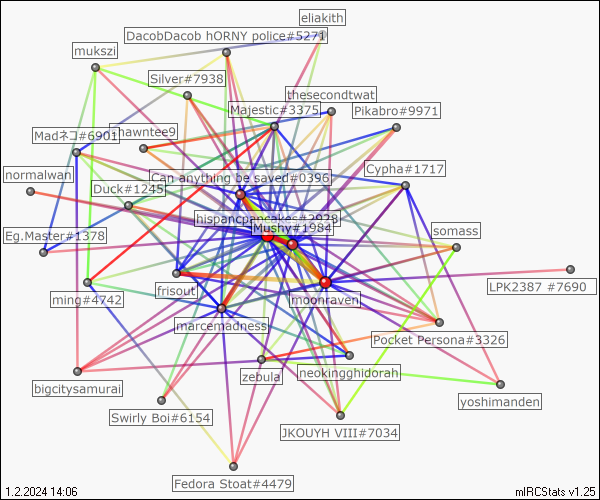 eliakith
DacobDacob hORNY police#5271
mukszi
Silver#7938
thesecondtwat
Majestic#3375
Pikabro#9971
Madネコ#6901
shawntee9
Cypha#1717
normalwan
Can anything be saved#0396
Duck#1245
hispancppncakes#2928
Mushy#1984
somass
Eg.Master#1378
LPK2387 #7690
frisout
ming#4742
moonraven
marcemadness
Pocket Persona#3326
neokingghidorah
zebula
bigcitysamurai
yoshimanden
Swirly Boi#6154
JKOUYH VIII#7034
Fedora Stoat#4479
1.2.2024 14:06
mIRCStats v1.25